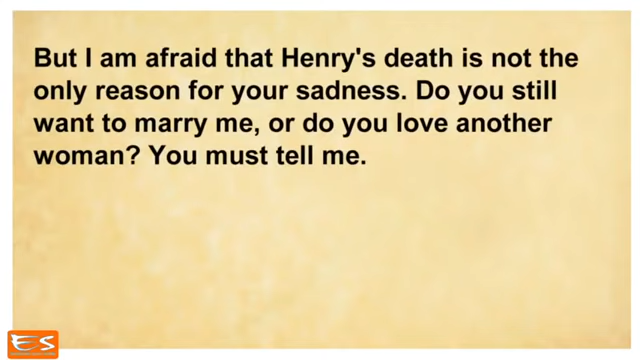 But I am afraid that Henry's death is not the
only reason for your sadness. Do you still
want to marry me, or do you love another
woman? You must tell me.
ES